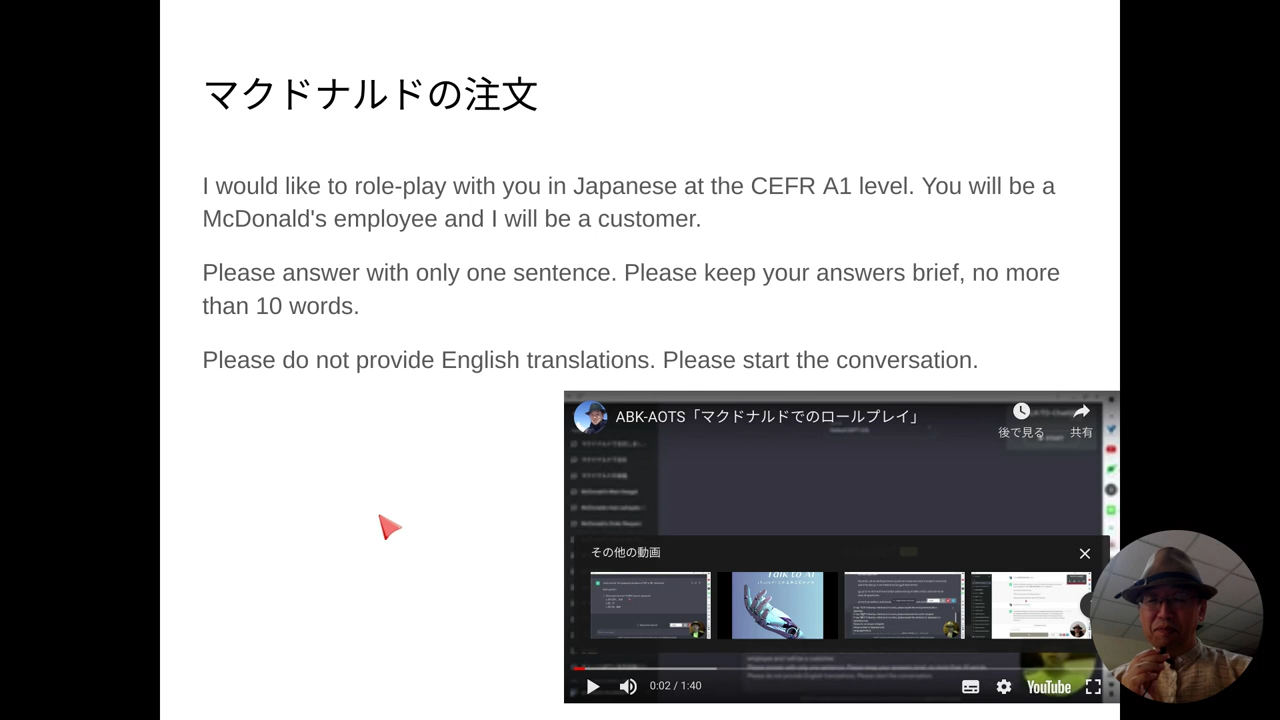 マクドナルドの注文
I would like to role-play with you in Japanese at the CEFR A1 level. You will be a
McDonald's employee and I will be a customer.
Please answer with only one sentence. Please keep your answers brief, no more
than 10 words.
Please do not provide English translations. Please start the conversation.
ABK-AOTS「マクドナルドでのロールプレイ」
後で見る
共有
その他の動画
Talk to AI
0:02 / 1:40
YouTube